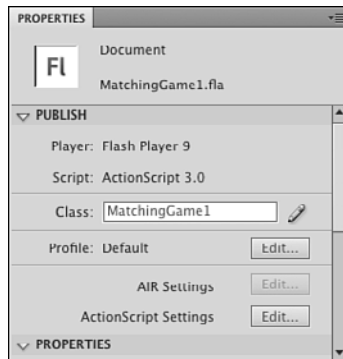 PROPERTIES
Fl
Document
MatchingGame1.fla
PUBLISH
Player: Flash Player 9
Script: ActionScript 3.0
Class: MatchingGame1
Profile: Default Edit...
AIR Settings Edit...
ActionScript Settings Edit...
PROPERTIES